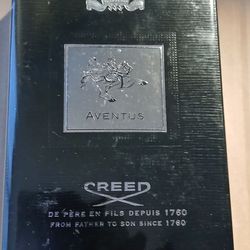 AVENTUS
CREED
DE PÈRE EN FILS DEPUIS 1760
FROM FATHER TO SON SINCE 1760